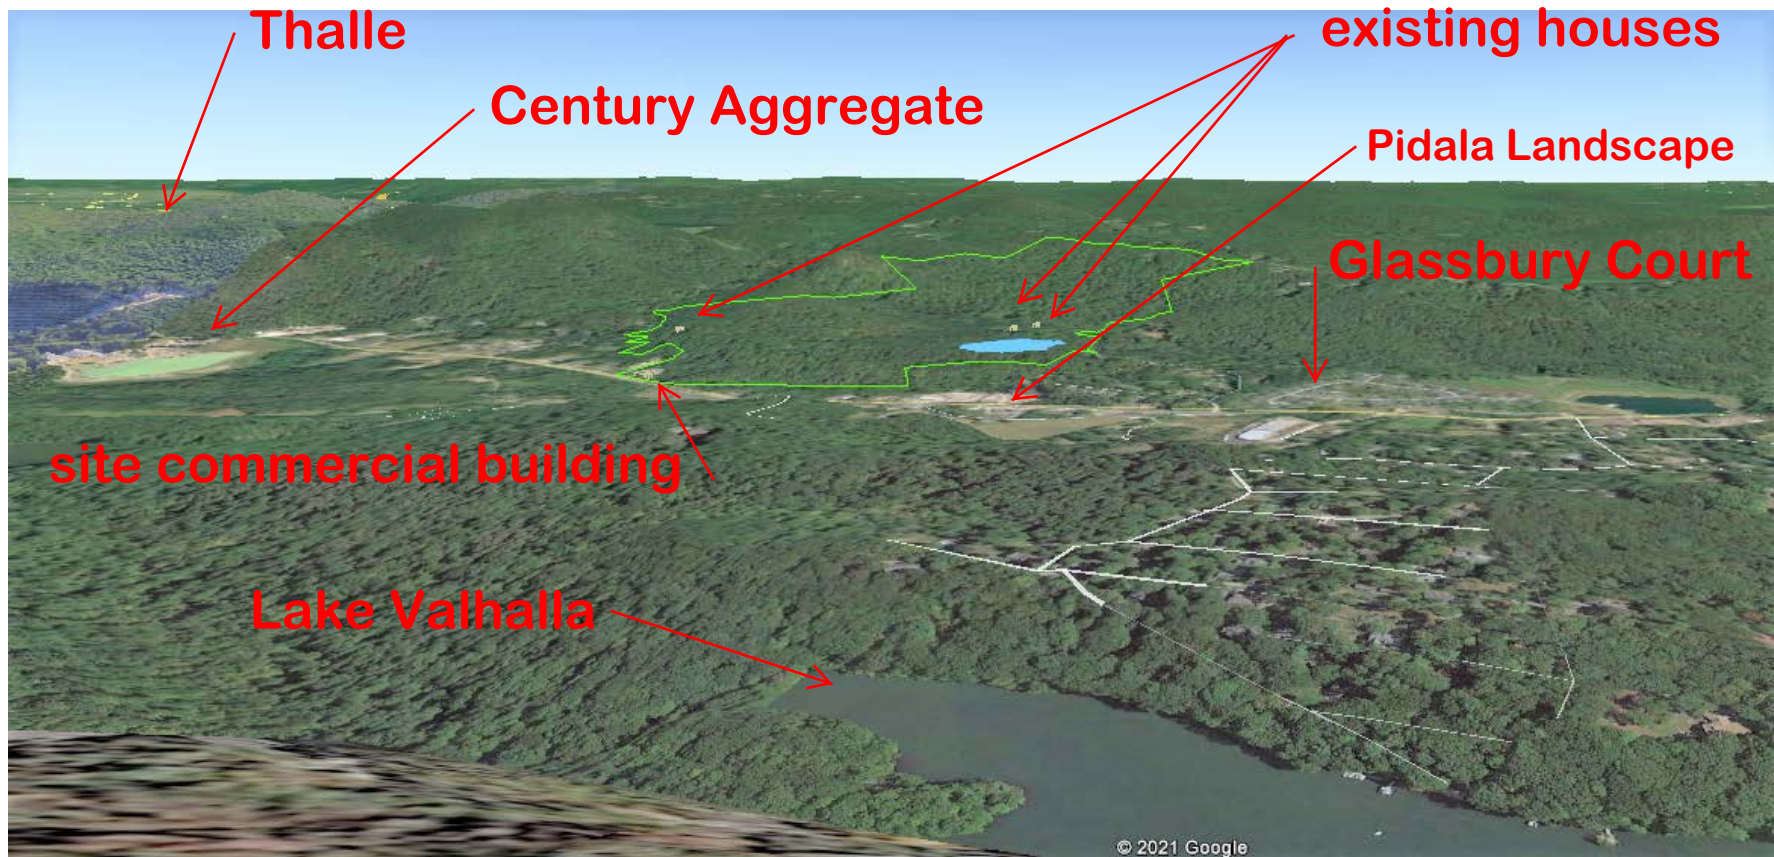 Thalle
existing houses
Century Aggregate
Pidala Landscape
Glassbury Court
site commercial building
Lake Valhalla
© 2021 Google